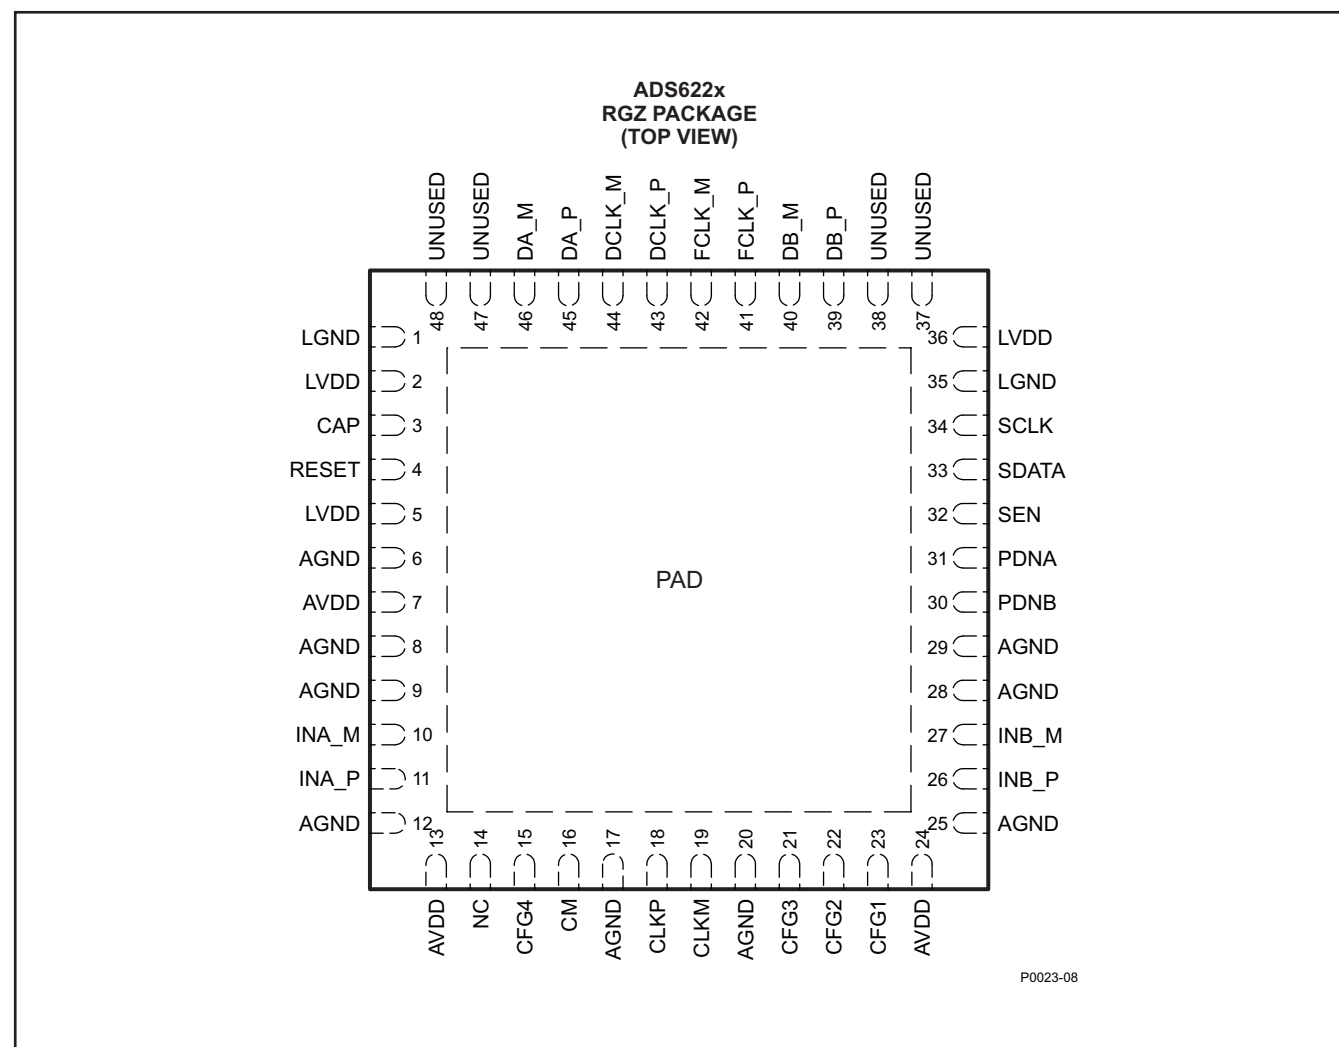 ADS622x
RGZ PACKAGE
(TOP VIEW)
UNUSED
UNUSED
DA_M
DA_P
DCLK_M
DCLK_P
FCLK_M
FCLK_P
DB_M
DB_P
UNUSED
UNUSED
48
47
46
45
44
43
42
41
40
39
38
37
LGND 1
36 LVDD
LVDD 2
35 LGND
CAP 3
34 SCLK
RESET 4
33 SDATA
LVDD 5
32 SEN
AGND 6
31 PDNA
PAD
AVDD 7
30 PDNB
AGND 8
29 AGND
AGND 9
28 AGND
INA_M 10
27 INB_M
INA_P 11
26 INB_P
AGND 12
25 AGND
13
14
15
16
17
18
19
20
21
22
23
24
AVDD
NC
CFG4
CM
AGND
CLKP
CLKM
AGND
CFG3
CFG2
CFG1
AVDD
P0023-08